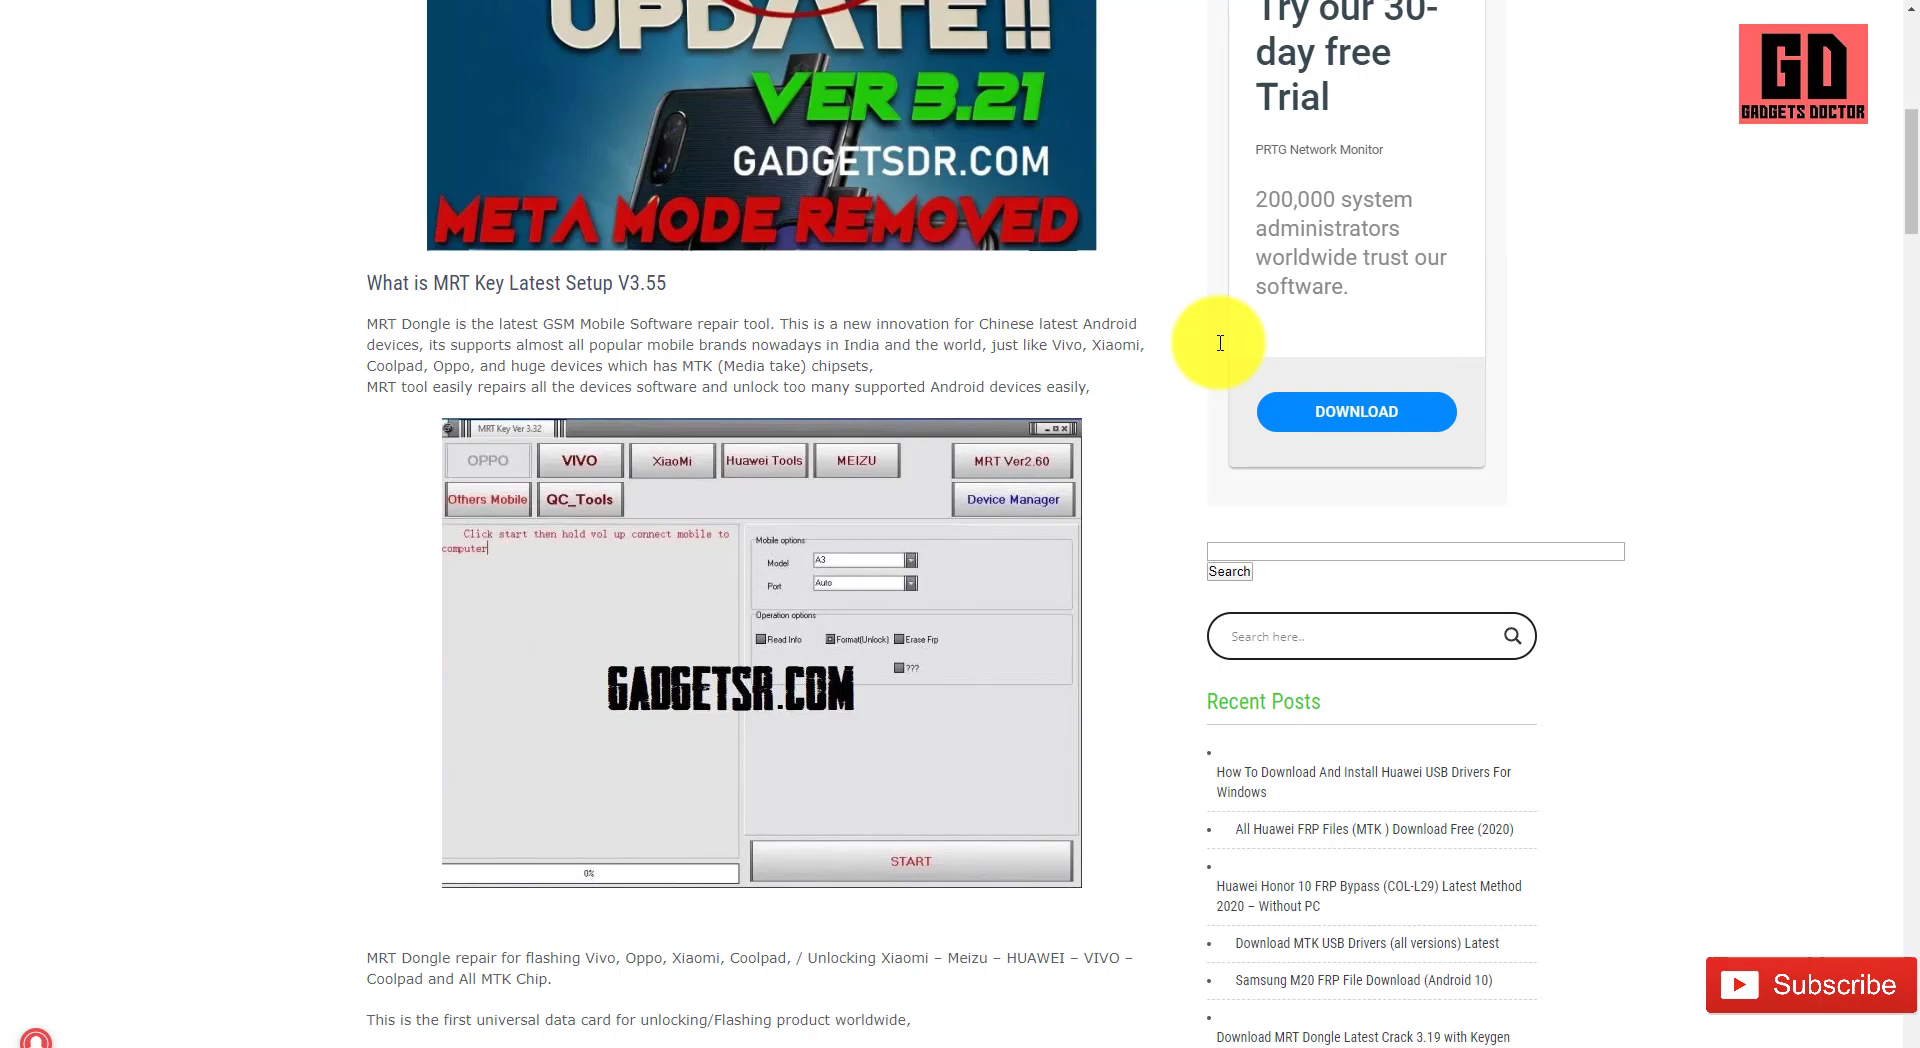 UPDATE!!
VER 3.21
GADGETSDR.COM
META MODE REMOVED
What is MRT Key Latest Setup V3.55
MRT Dongle is the latest GSM Mobile Software repair tool. This is a new innovation for Chinese latest Android
devices, its supports almost all popular mobile brands nowadays in India and the world, just like Vivo, Xiaomi,
Coolpad, Oppo, and huge devices which has MTK (Media take) chipsets,
MRT tool easily repairs all the devices software and unlock too many supported Android devices easily,
MRT Key Ver 3.32
OPPO VIVO XiaoMi Huawei Tools MEIZU MRT Ver2.60
Others Mobile QC_Tools Device Manager
Click start then hold vol up connect mobile to
computer
Mobile options
Model A3
Port Auto
Operation options
Read Info Format(Unlock) Erase Frp
???
GADGETSR.COM
START
0%
MRT Dongle repair for flashing Vivo, Oppo, Xiaomi, Coolpad, / Unlocking Xiaomi – Meizu – HUAWEI – VIVO –
Coolpad and All MTK Chip.
This is the first universal data card for unlocking/Flashing product worldwide,
Try our 30-
day free
Trial
PRTG Network Monitor
200,000 system
administrators
worldwide trust our
software.
DOWNLOAD
Search
Search here..
Recent Posts
How To Download And Install Huawei USB Drivers For
Windows
All Huawei FRP Files (MTK ) Download Free (2020)
Huawei Honor 10 FRP Bypass (COL-L29) Latest Method
2020 – Without PC
Download MTK USB Drivers (all versions) Latest
Samsung M20 FRP File Download (Android 10)
Download MRT Dongle Latest Crack 3.19 with Keygen
GD
GADGETS DOCTOR
Subscribe